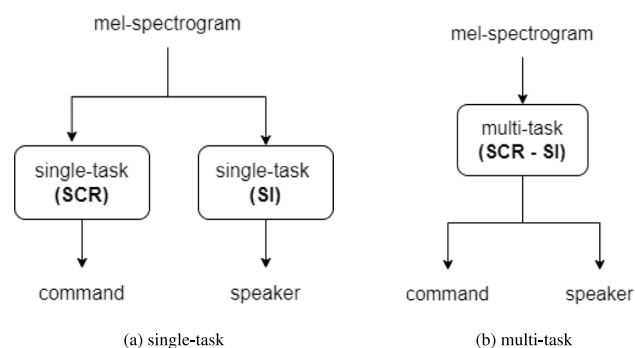 mel-spectrogram
single-task
(SCR)
single-task
(SI)
command
speaker
(a) single-task
mel-spectrogram
multi-task
(SCR - SI)
command
speaker
(b) multi-task